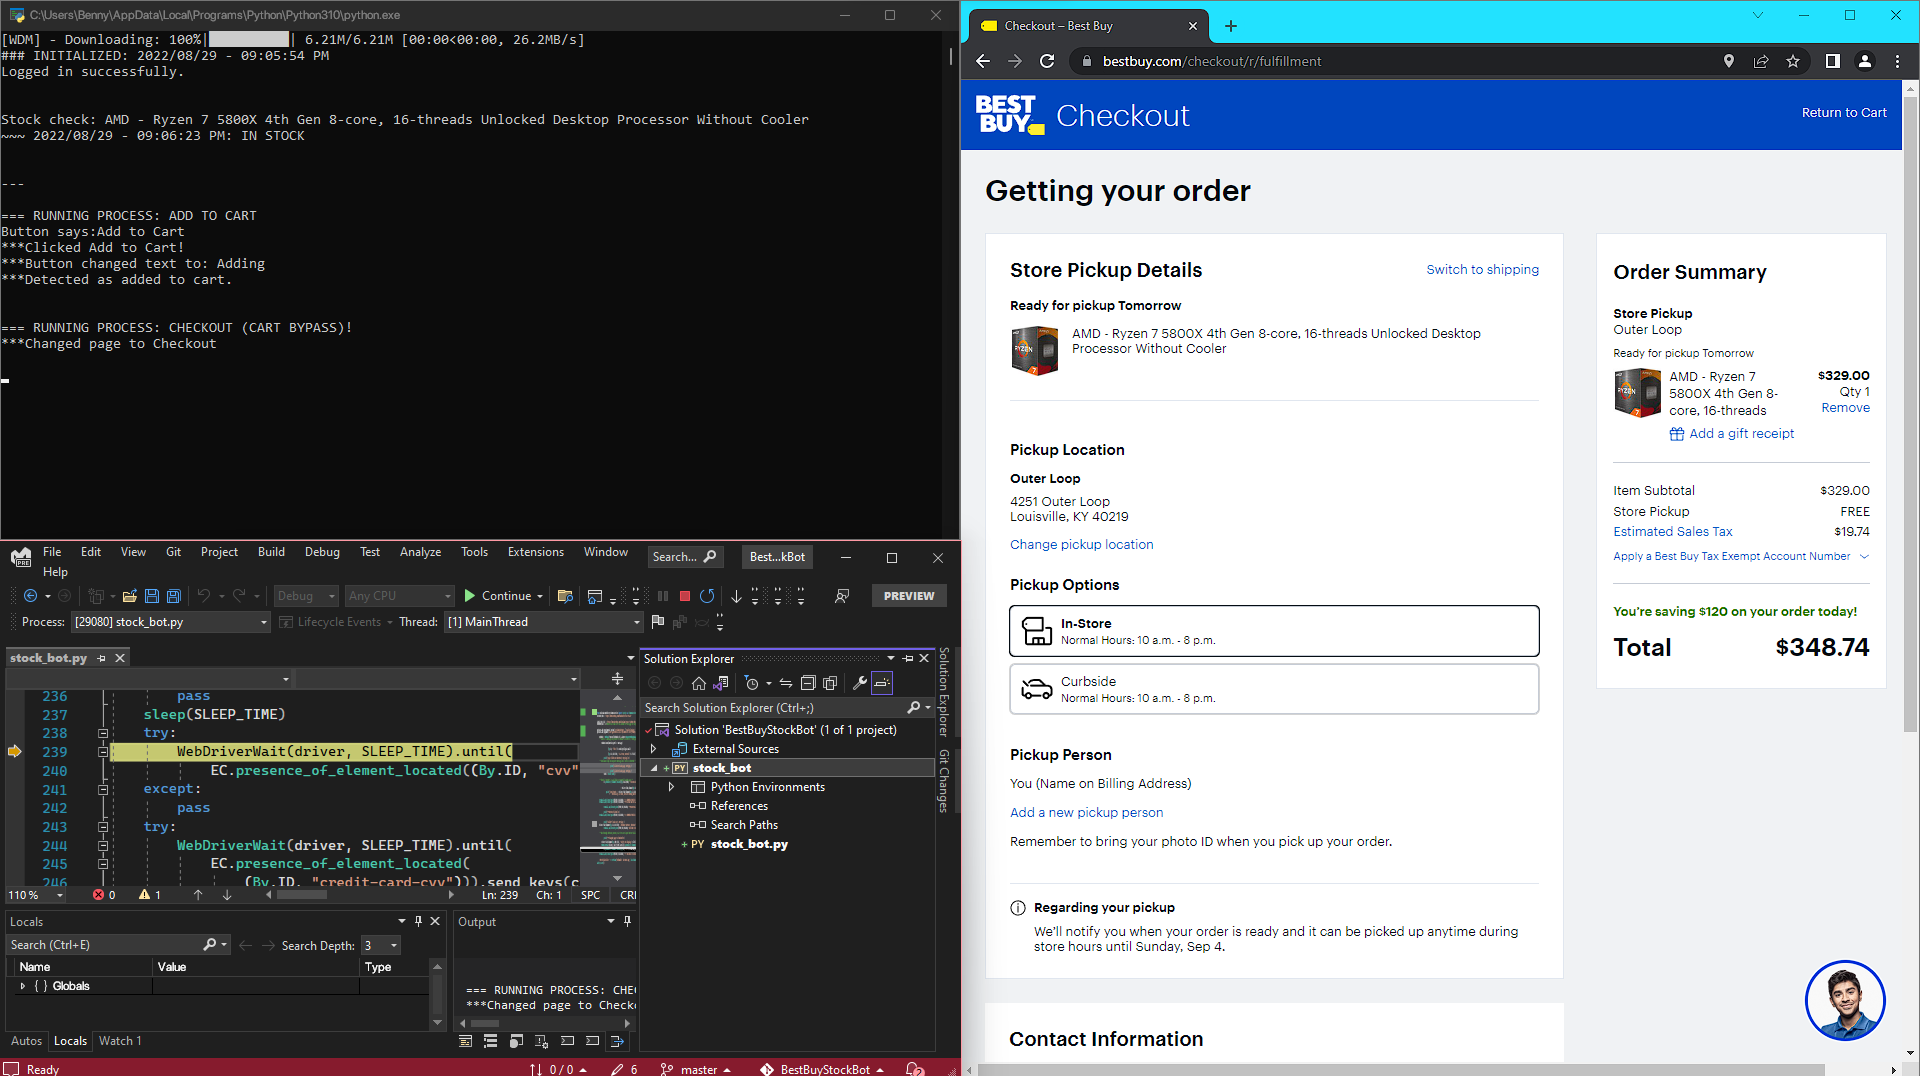 C:\Users\Benny\AppData\Local\Programs\Python\Python310\python.exe
[WDM] - Downloading: 100%| | 6.21M/6.21M [00:00<00:00, 26.2MB/s]
### INITIALIZED: 2022/08/29 - 09:05:54 PM
Logged in successfully.
Stock check: AMD - Ryzen 7 5800X 4th Gen 8-core, 16-threads Unlocked Desktop Processor Without Cooler
~~~ 2022/08/29 - 09:06:23 PM: IN STOCK
---
=== RUNNING PROCESS: ADD TO CART
Button says:Add to Cart
***Clicked Add to Cart!
***Button changed text to: Adding
***Detected as added to cart.
=== RUNNING PROCESS: CHECKOUT (CART BYPASS)!
***Changed page to Checkout
File Edit View Git Project Build Debug Test Analyze Tools Extensions Window
Help
Search...
Best...kBot
Debug Any CPU Continue PREVIEW
Process: [29080] stock_bot.py Lifecycle Events Thread: [1] MainThread
stock_bot.py
236 pass
237 sleep(SLEEP_TIME)
238 try:
239 WebDriverWait(driver, SLEEP_TIME).until(
240 EC.presence_of_element_located((By.ID, "cvv"
241 except:
242 pass
243 try:
244 WebDriverWait(driver, SLEEP_TIME).until(
245 EC.presence_of_element_located(
246 (By.ID, "credit-card-cvv"))).send_keys(c
110 % 0 1 Ln: 239 Ch: 1 SPC CR
Solution Explorer
Search Solution Explorer (Ctrl+;)
Solution 'BestBuyStockBot' (1 of 1 project)
External Sources
PY stock_bot
Python Environments
References
Search Paths
+ PY stock_bot.py
Solution Explorer
Git Changes
Locals
Search (Ctrl+E) Search Depth: 3
Name Value Type
Globals
Autos Locals Watch 1
Output
=== RUNNING PROCESS: CHE
***Changed page to Checko
Ready 0 / 0 6 master BestBuyStockBot 2
Checkout – Best Buy
bestbuy.com/checkout/r/fulfillment
BEST BUY Checkout
Return to Cart
Getting your order
Store Pickup Details
Switch to shipping
Ready for pickup Tomorrow
AMD - Ryzen 7 5800X 4th Gen 8-core, 16-threads Unlocked Desktop
Processor Without Cooler
RYZEN
7
Pickup Location
Outer Loop
4251 Outer Loop
Louisville, KY 40219
Change pickup location
Pickup Options
In-Store
Normal Hours: 10 a.m. - 8 p.m.
Curbside
Normal Hours: 10 a.m. - 8 p.m.
Pickup Person
You (Name on Billing Address)
Add a new pickup person
Remember to bring your photo ID when you pick up your order.
Regarding your pickup
We'll notify you when your order is ready and it can be picked up anytime during
store hours until Sunday, Sep 4.
Contact Information
Order Summary
Store Pickup
Outer Loop
Ready for pickup Tomorrow
RYZEN
7
AMD - Ryzen 7 $329.00
5800X 4th Gen 8- Qty 1
core, 16-threads Remove
Add a gift receipt
Item Subtotal $329.00
Store Pickup FREE
Estimated Sales Tax $19.74
Apply a Best Buy Tax Exempt Account Number
You're saving $120 on your order today!
Total $348.74